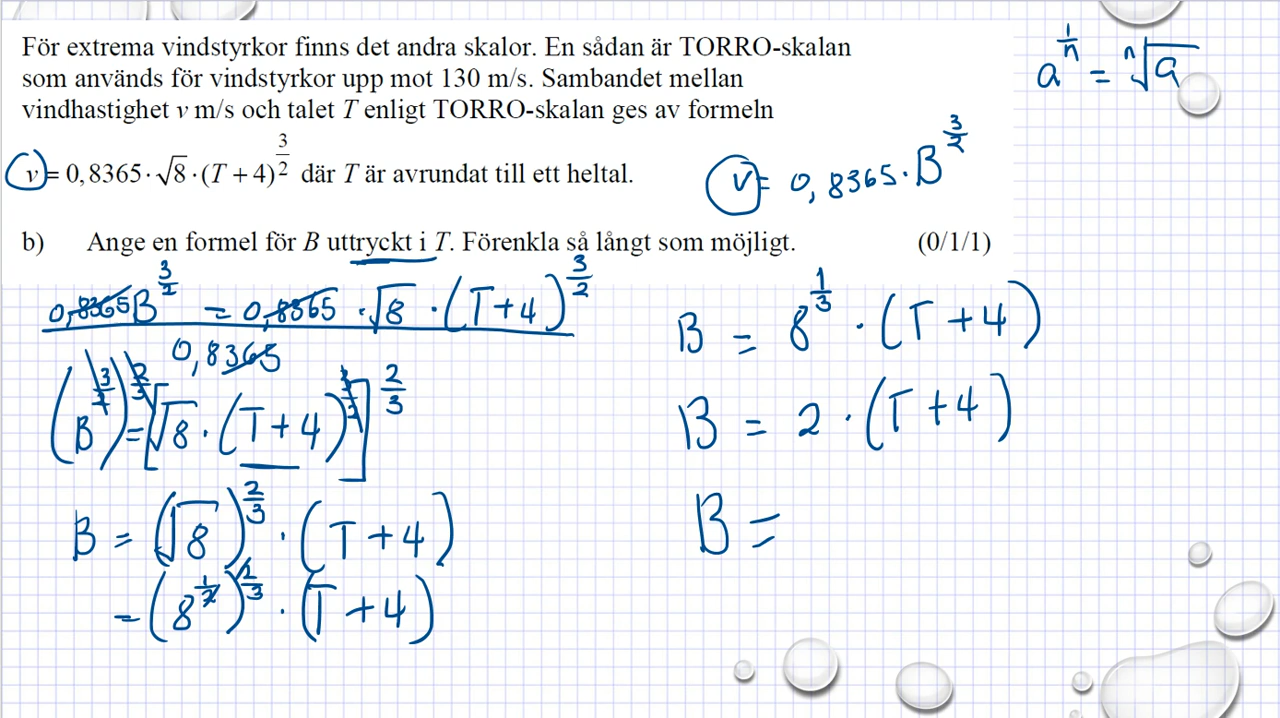 För extrema vindstyrkor finns det andra skalor. En sådan är TORRO-skalan
som används för vindstyrkor upp mot 130 m/s. Sambandet mellan
vindhastighet v m/s och talet T enligt TORRO-skalan ges av formeln
v = 0,8365 · √8 · (T + 4)^(3/2) där T är avrundat till ett heltal.
a^(1/n) = ⁿ√a
v = 0,8365 · B^(3/2)
b) Ange en formel för B uttryckt i T. Förenkla så långt som möjligt. (0/1/1)
0,8365 B^(3/2) = 0,8365 · √8 · (T+4)^(3/2)
0,8365
(B^(3/2))^(2/3) = [√8 · (T+4)^(3/2)]^(2/3)
B = (√8)^(2/3) · (T+4)
= (8^(1/2))^(2/3) · (T+4)
B = 8^(1/3) · (T+4)
B = 2 · (T+4)
B =